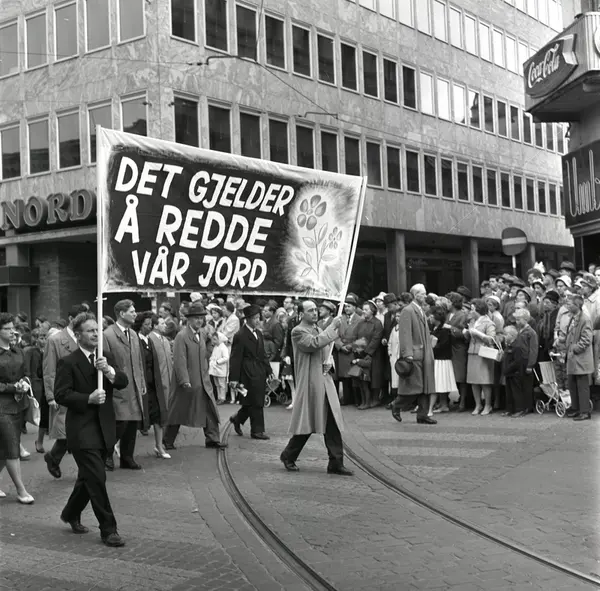 DET GJELDER
Å REDDE
VÅR JORD
NORD
Coca-Cola